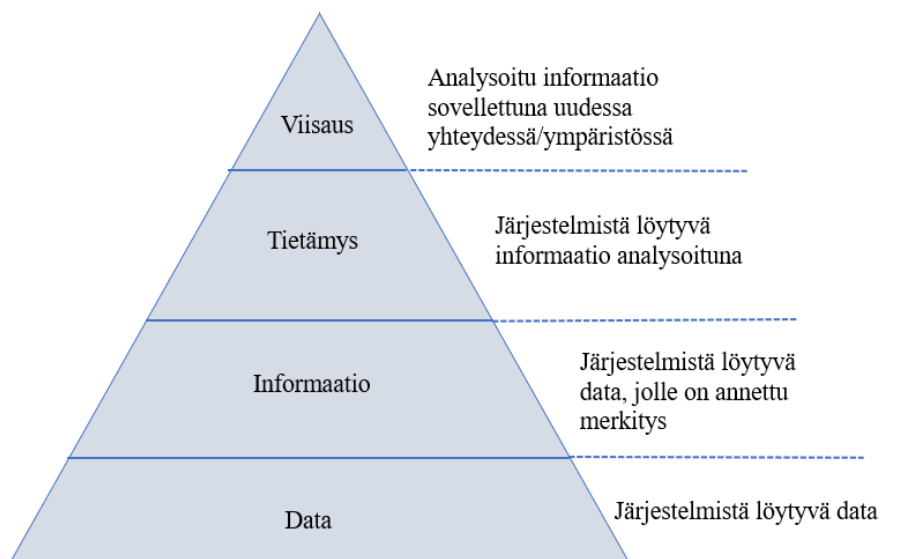 Viisaus
Analysoitu informaatio
sovellettuna uudessa
yhteydessä/ympäristössä
Tietämys
Järjestelmistä löytyvä
informaatio analysoituna
Informaatio
Järjestelmistä löytyvä
data, jolle on annettu
merkitys
Data
Järjestelmistä löytyvä data